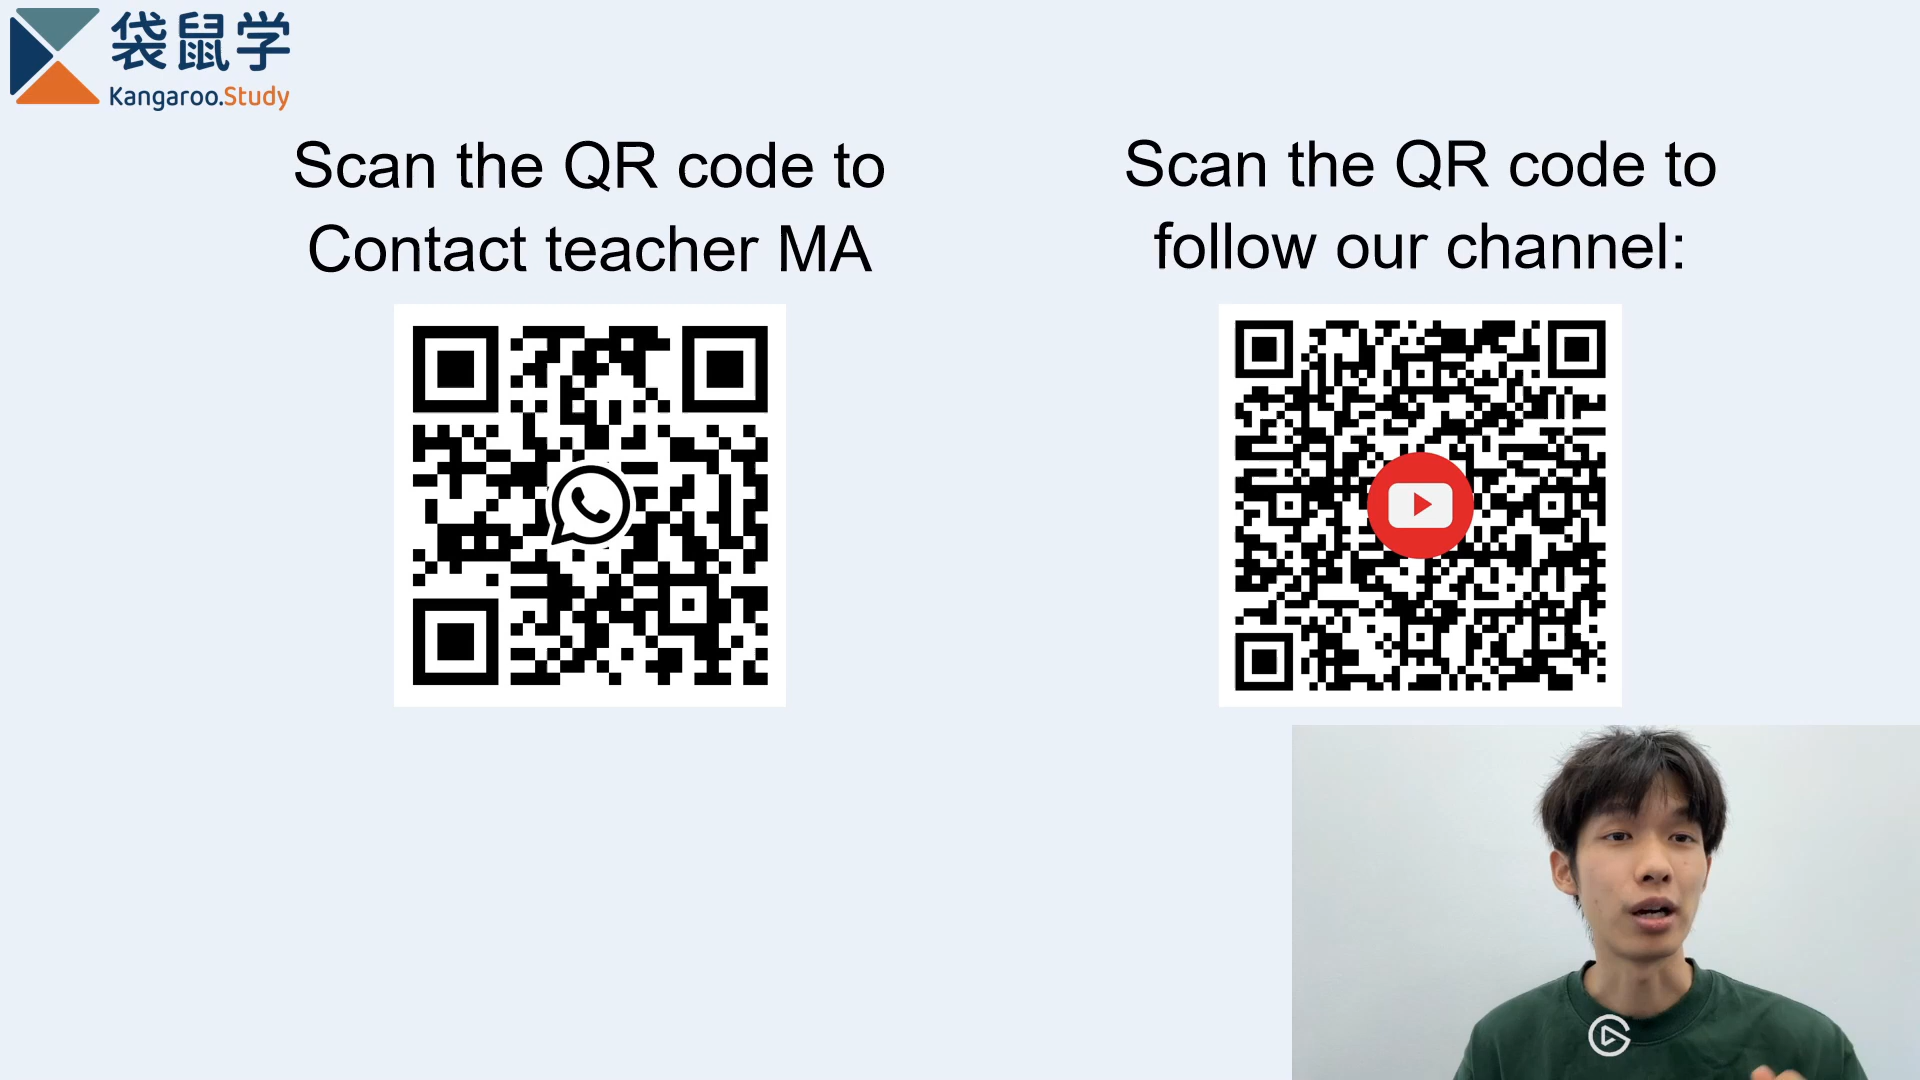 袋鼠学
Kangaroo.Study
Scan the QR code to
Contact teacher MA
Scan the QR code to
follow our channel: